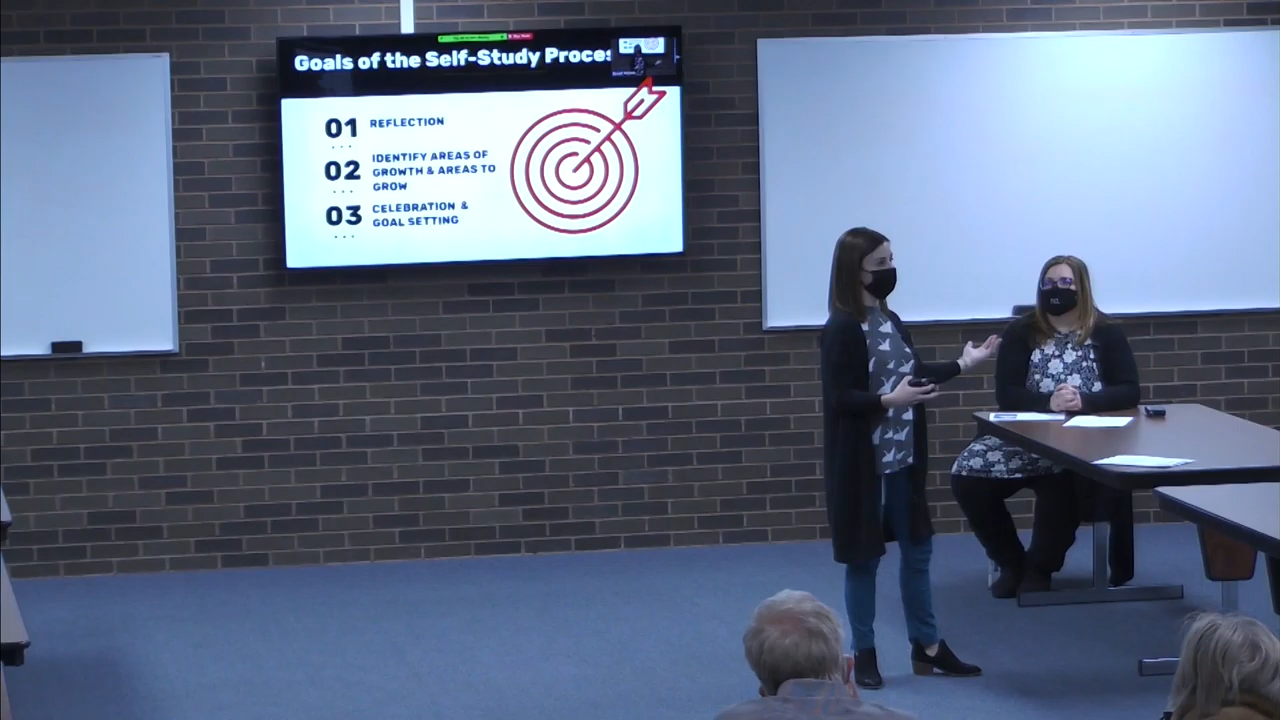 Goals of the Self-Study Proces
01
REFLECTION
02
IDENTIFY AREAS OF
GROWTH & AREAS TO
GROW
03
CELEBRATION &
GOAL SETTING